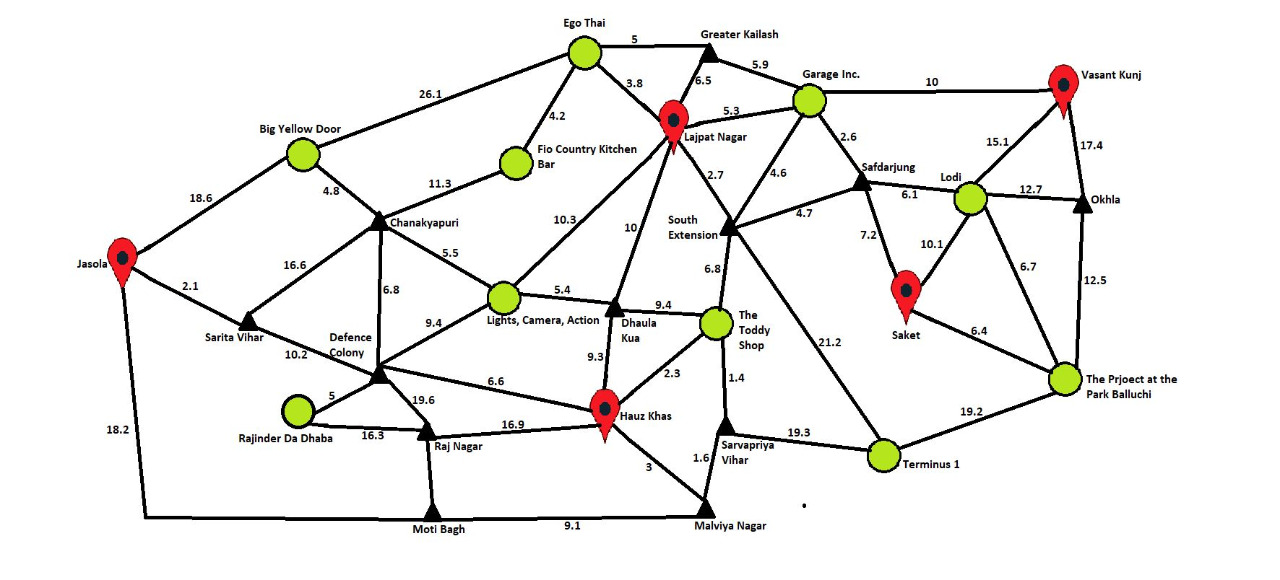 Ego Thai
5
Greater Kailash
5.9
Garage Inc.
10
Vasant Kunj
26.1
3.8
6.5
4.2
5.3
Lajpat Nagar
2.6
15.1
17.4
Big Yellow Door
Fio Country Kitchen
Bar
4.8
11.3
2.7
4.6
Safdarjung
6.1
Lodi
12.7
Okhla
18.6
Chanakyapuri
10.3
10
South
Extension
4.7
7.2
10.1
6.7
Jasola
16.6
5.5
6.8
2.1
6.8
5.4
9.4
12.5
Sarita Vihar
Lights, Camera, Action
Dhaula
Kua
The
Toddy
Shop
Saket
6.4
10.2
Defence
Colony
9.4
9.3
21.2
2.3
1.4
6.6
5
19.6
The Prjoect at the
Park Balluchi
Hauz Khas
18.2
Rajinder Da Dhaba
16.3
Raj Nagar
16.9
19.2
Sarvapriya
Vihar
19.3
Terminus 1
3
1.6
Moti Bagh
9.1
Malviya Nagar